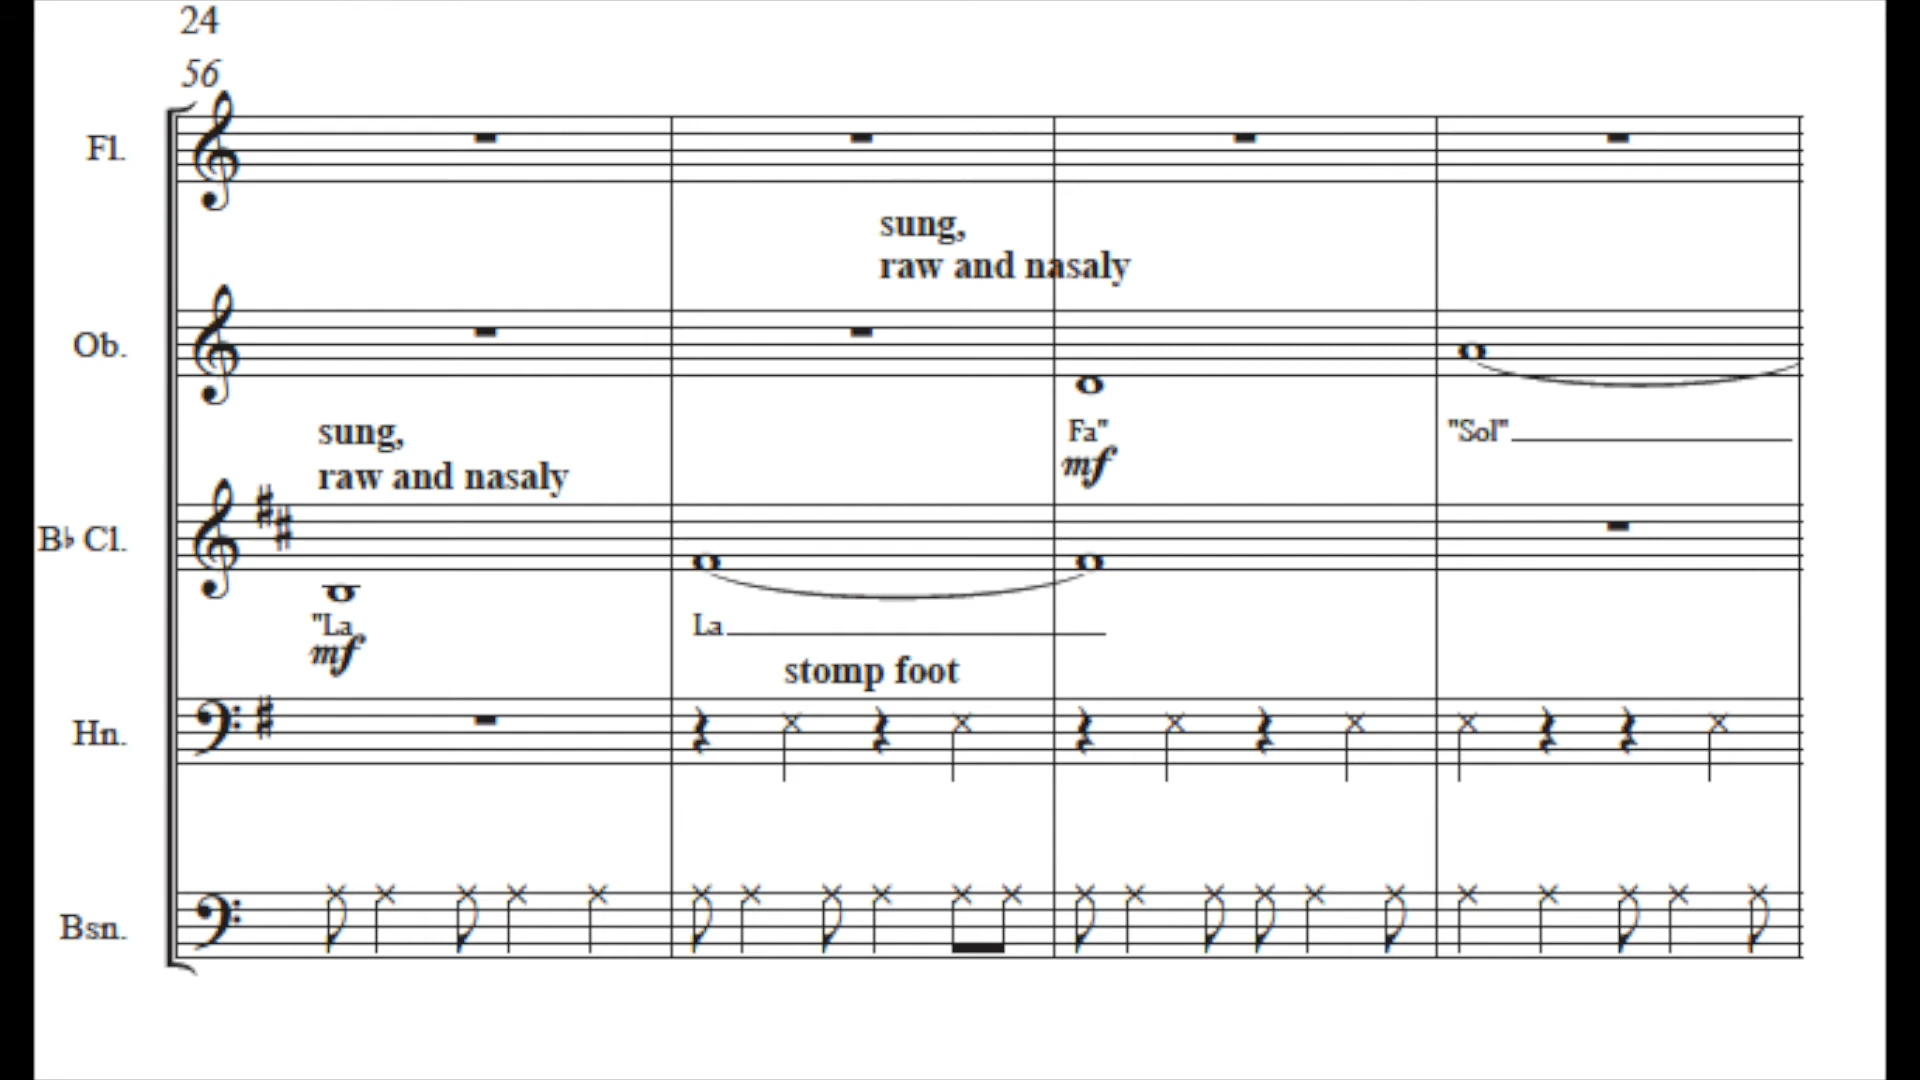 24
56
Fl.
sung,
raw and nasaly
Ob.
Fa"
"Sol"
mf
sung,
raw and nasaly
B♭ Cl.
"La
La
mf
stomp foot
Hn.
Bsn.